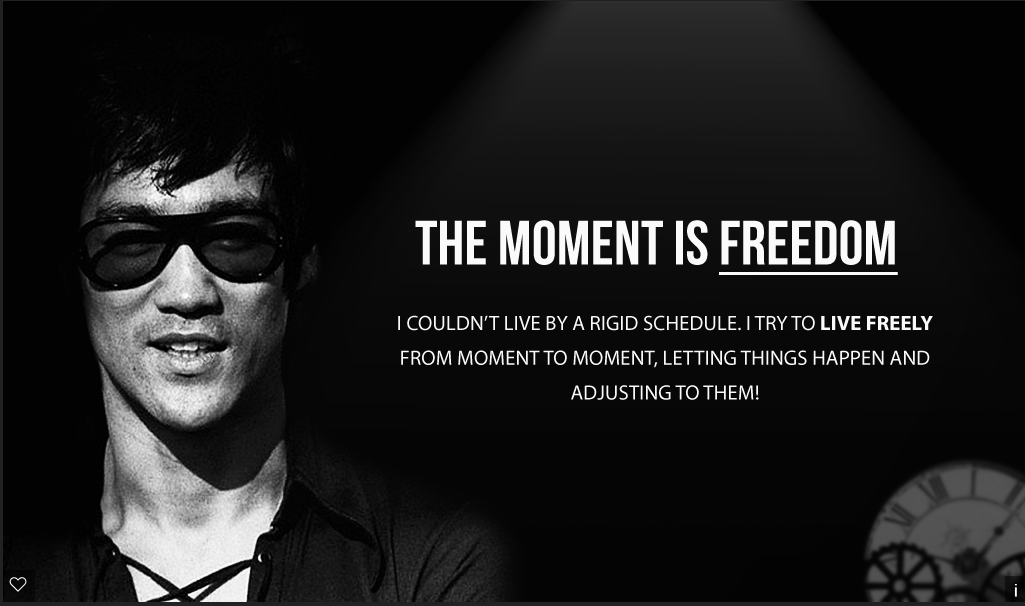 THE MOMENT IS FREEDOM
I COULDN'T LIVE BY A RIGID SCHEDULE. I TRY TO LIVE FREELY
FROM MOMENT TO MOMENT, LETTING THINGS HAPPEN AND
ADJUSTING TO THEM!
i